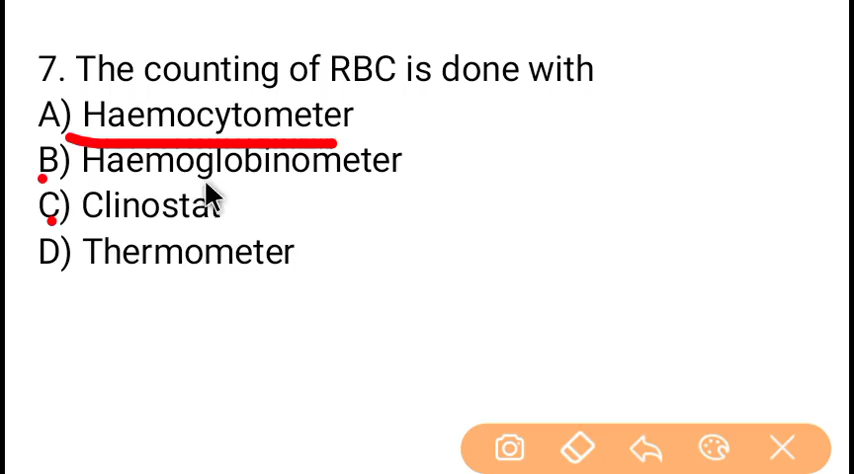 7. The counting of RBC is done with
A) Haemocytometer
B) Haemoglobinometer
C) Clinostat
D) Thermometer